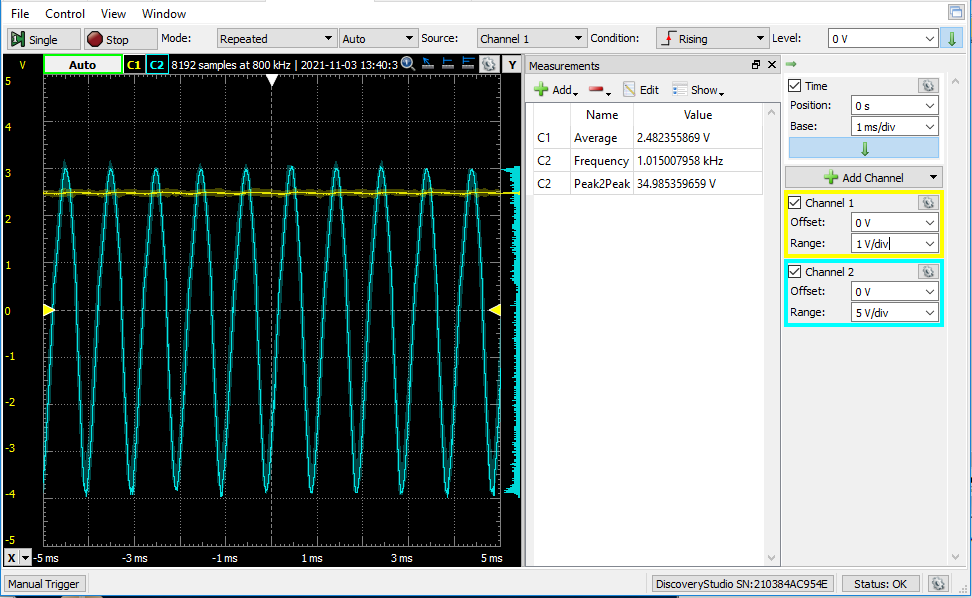 File Control View Window
Single Stop Mode: Repeated Auto Source: Channel 1 Condition: Rising Level: 0 V
V Auto C1 C2 8192 samples at 800 kHz | 2021-11-03 13:40:3 Y
5
4
3
2
1
0
-1
-2
-3
-4
-5
X -5 ms -3 ms -1 ms 1 ms 3 ms 5 ms
Measurements
Add Edit Show
Name Value
C1 Average 2.482355869 V
C2 Frequency 1.015007958 kHz
C2 Peak2Peak 34.985359659 V
Time
Position: 0 s
Base: 1 ms/div
Add Channel
Channel 1
Offset: 0 V
Range: 1 V/div
Channel 2
Offset: 0 V
Range: 5 V/div
Manual Trigger DiscoveryStudio SN:210384AC954E Status: OK